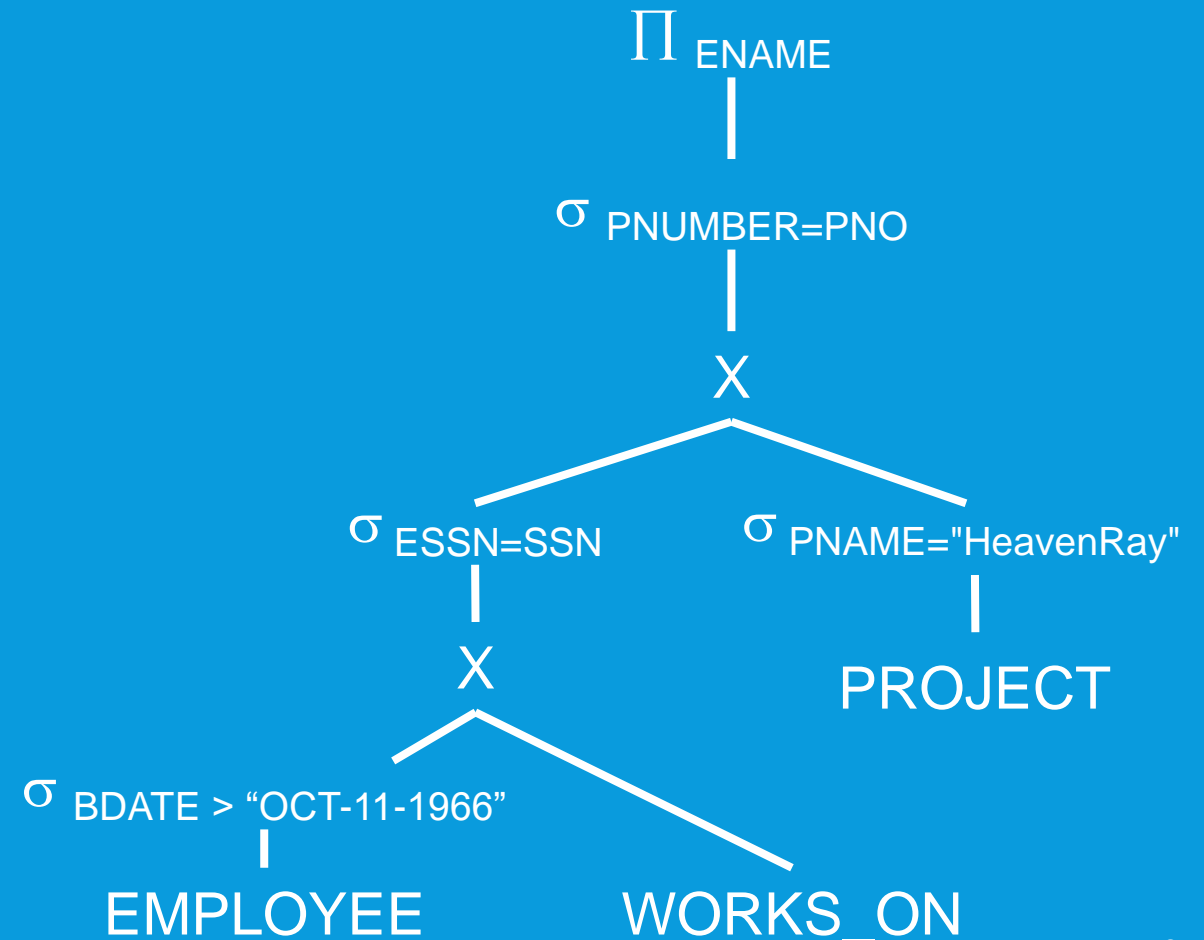 ∏ ENAME
σ PNUMBER=PNO
X
σ ESSN=SSN
σ PNAME="HeavenRay"
X
PROJECT
σ BDATE > “OCT-11-1966”
EMPLOYEE
WORKS_ON